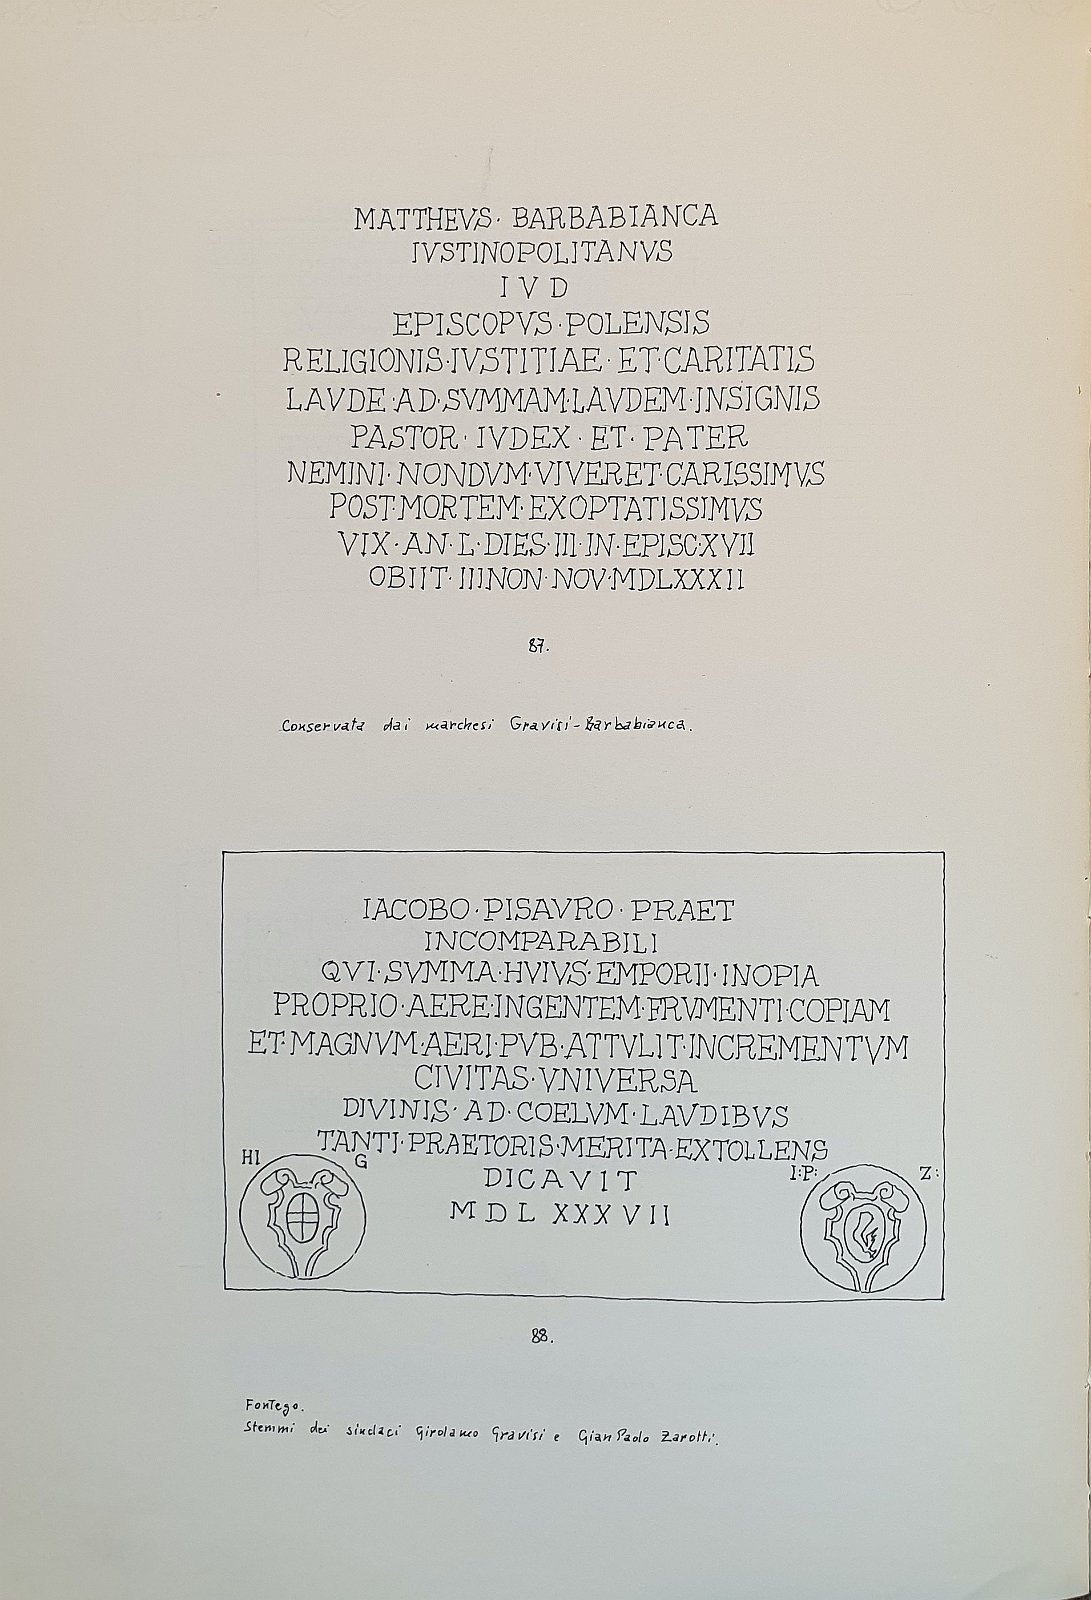 MATTHEVS · BARBABIANCA
IVSTINOPOLITANVS
I V D
EPISCOPVS · POLENSIS
RELIGIONIS · IVSTITIAE · ET · CARITATIS
LAVDE · AD · SVMMAM · LAVDEM · INSIGNIS
PASTOR · IVDEX · ET · PATER
NEMINI · NONDVM · VIVERET · CARISSIMVS
POST · MORTEM · EXOPTATISSIMVS
VIX · AN · L · DIES · III · IN · EPISC · XVII
OBIIT · III NON · NOV · MDLXXXII
87.
Conservata dai marchesi Gravisi-Barbabianca.
IACOBO · PISAVRO · PRAET
INCOMPARABILI
QVI · SVMMA · HVIVS · EMPORII · INOPIA
PROPRIO · AERE · INGENTEM · FRVMENTI · COPIAM
ET · MAGNVM · AERI · PVB · ATTVLIT · INCREMENTVM
CIVITAS · VNIVERSA
DIVINIS · AD · COELVM · LAVDIBVS
TANTI · PRAETORIS · MERITA · EXTOLLENS
HI G I:P: Z:
DICAVIT
MDLXXXVII
88.
Fontego.
Stemmi dei sindaci Girolamo Gravisi e Gian Paolo Zarotti.